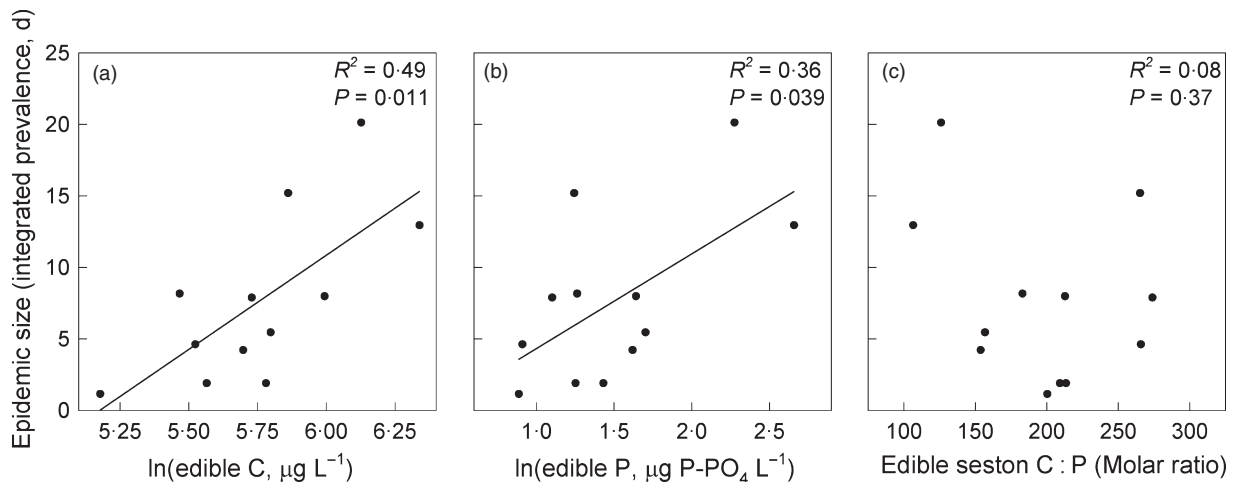 Epidemic size (integrated prevalence, d)
25
20
15
10
5
0
(a)
R² = 0·49
P = 0·011
5·25 5·50 5·75 6·00 6·25
ln(edible C, μg L⁻¹)
(b)
R² = 0·36
P = 0·039
1·0 1·5 2·0 2·5
ln(edible P, μg P-PO₄ L⁻¹)
(c)
R² = 0·08
P = 0·37
100 150 200 250 300
Edible seston C : P (Molar ratio)